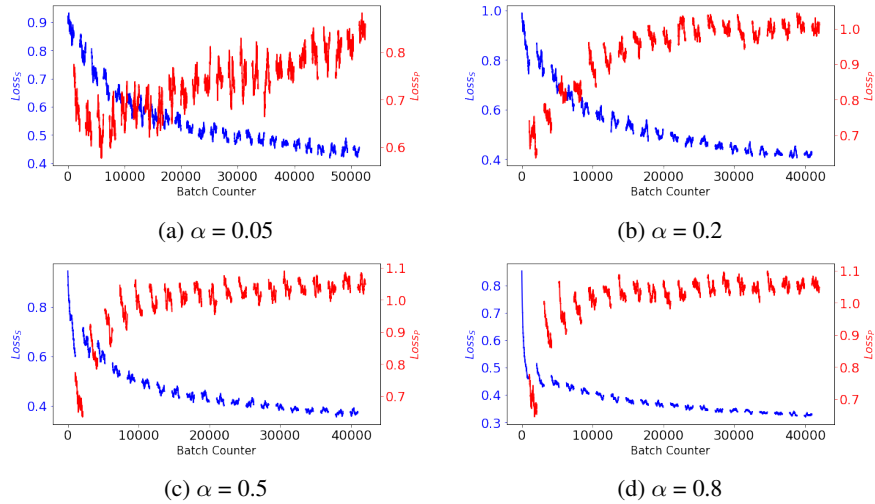 0.9
0.8
0.7
0.6
0.5
0.4
Loss_S
0.8
0.7
0.6
Loss_P
0 10000 20000 30000 40000 50000
Batch Counter
(a) α = 0.05
1.0
0.8
0.6
0.4
Loss_S
1.0
0.9
0.8
0.7
Loss_P
0 10000 20000 30000 40000
Batch Counter
(b) α = 0.2
0.8
0.6
0.4
Loss_S
1.1
1.0
0.9
0.8
0.7
Loss_P
0 10000 20000 30000 40000
Batch Counter
(c) α = 0.5
0.8
0.7
0.6
0.5
0.4
0.3
Loss_S
1.1
1.0
0.9
0.8
0.7
Loss_P
0 10000 20000 30000 40000
Batch Counter
(d) α = 0.8